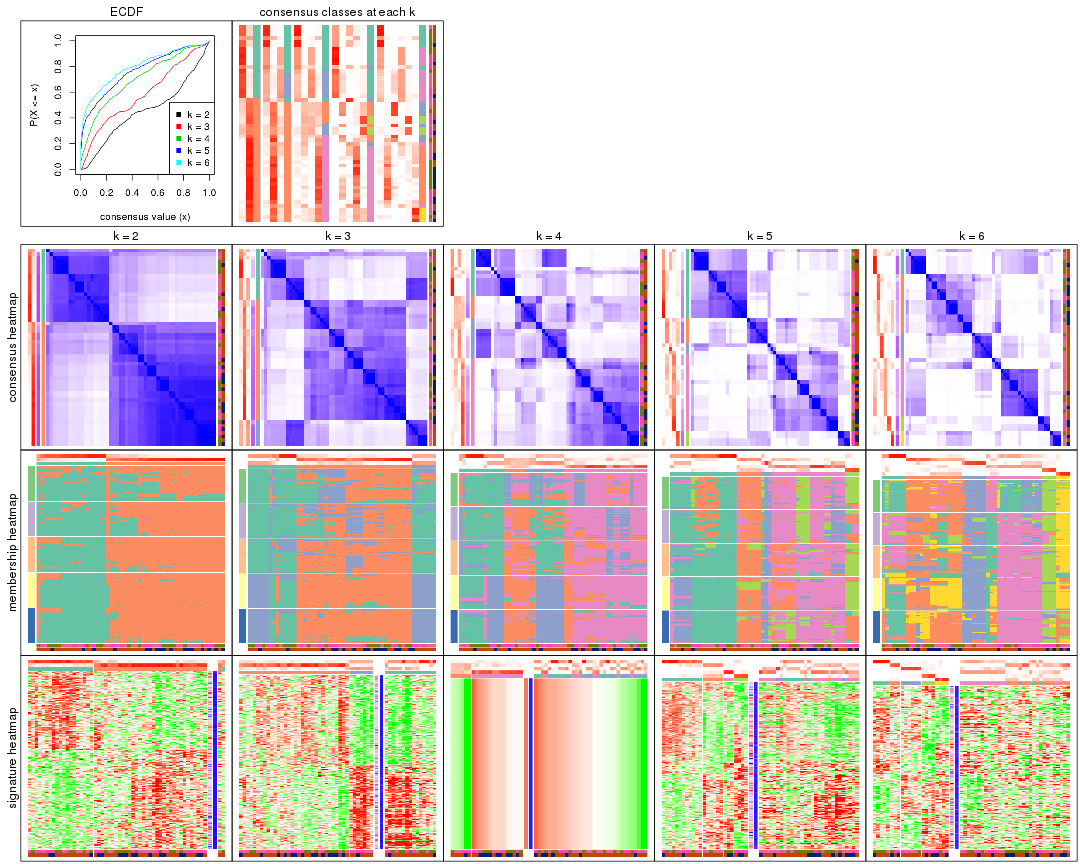 ECDF
consensus classes at each k
P(X <= x)
1.0
0.8
0.6
0.4
0.2
0.0
k = 2
k = 3
k = 4
k = 5
k = 6
0.0 0.2 0.4 0.6 0.8 1.0
consensus value (x)
k = 2 k = 3 k = 4 k = 5 k = 6
consensus heatmap
membership heatmap
signature heatmap